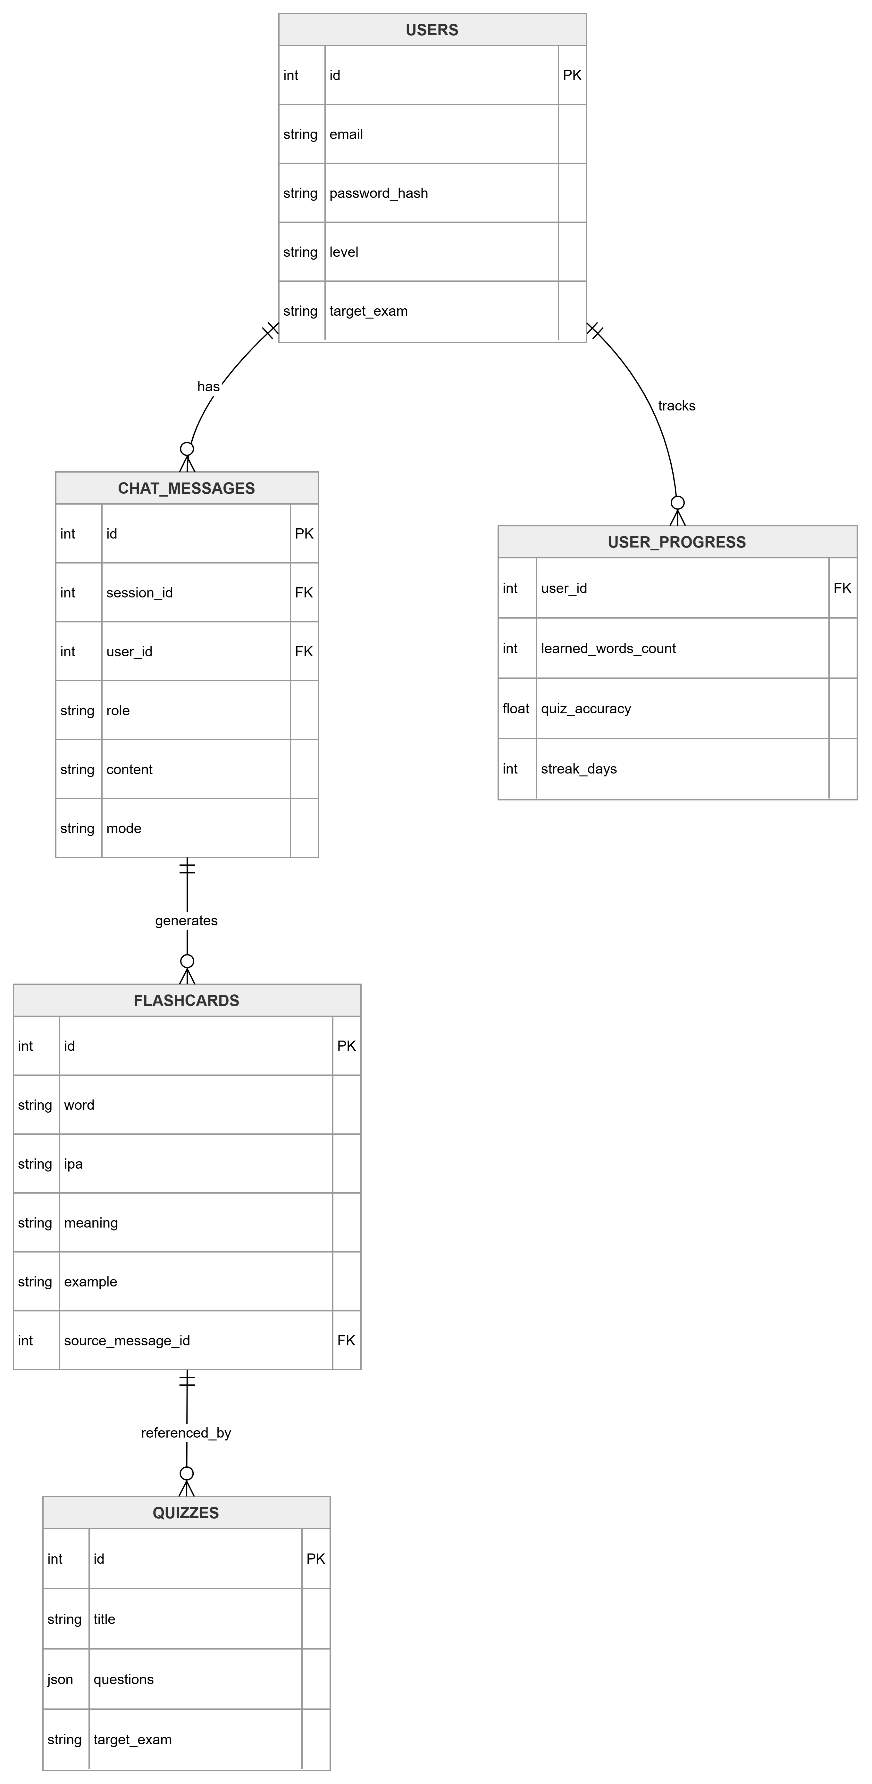 USERS
int id PK
string email
string password_hash
string level
string target_exam
has
tracks
CHAT_MESSAGES
int id PK
int session_id FK
int user_id FK
string role
string content
string mode
USER_PROGRESS
int user_id FK
int learned_words_count
float quiz_accuracy
int streak_days
generates
FLASHCARDS
int id PK
string word
string ipa
string meaning
string example
int source_message_id FK
referenced_by
QUIZZES
int id PK
string title
json questions
string target_exam